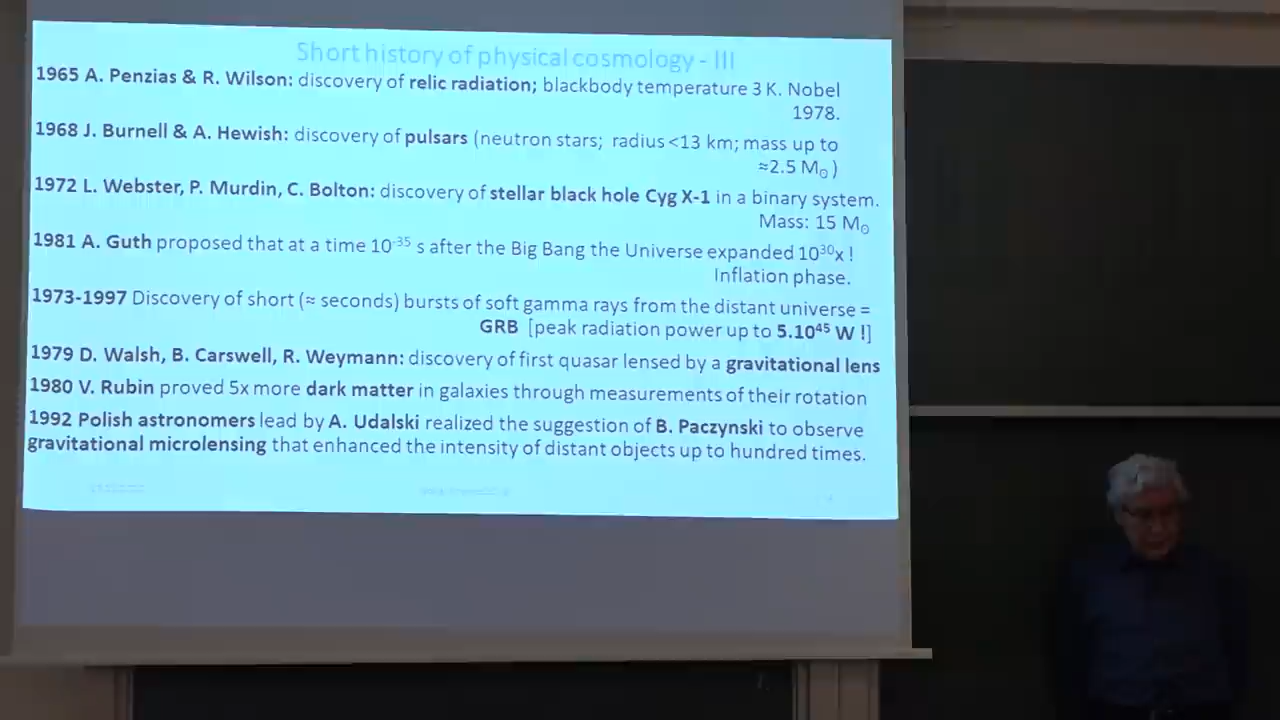 Short history of physical cosmology - III
1965 A. Penzias & R. Wilson: discovery of relic radiation; blackbody temperature 3 K. Nobel
1978.
1968 J. Burnell & A. Hewish: discovery of pulsars (neutron stars; radius <13 km; mass up to
≈2.5 M☉)
1972 L. Webster, P. Murdin, C. Bolton: discovery of stellar black hole Cyg X-1 in a binary system.
Mass: 15 M☉
1981 A. Guth proposed that at a time 10⁻³⁵ s after the Big Bang the Universe expanded 10³⁰x !
Inflation phase.
1973-1997 Discovery of short (≈ seconds) bursts of soft gamma rays from the distant universe =
GRB [peak radiation power up to 5.10⁴⁵ W !]
1979 D. Walsh, B. Carswell, R. Weymann: discovery of first quasar lensed by a gravitational lens
1980 V. Rubin proved 5x more dark matter in galaxies through measurements of their rotation
1992 Polish astronomers lead by A. Udalski realized the suggestion of B. Paczynski to observe
gravitational microlensing that enhanced the intensity of distant objects up to hundred times.